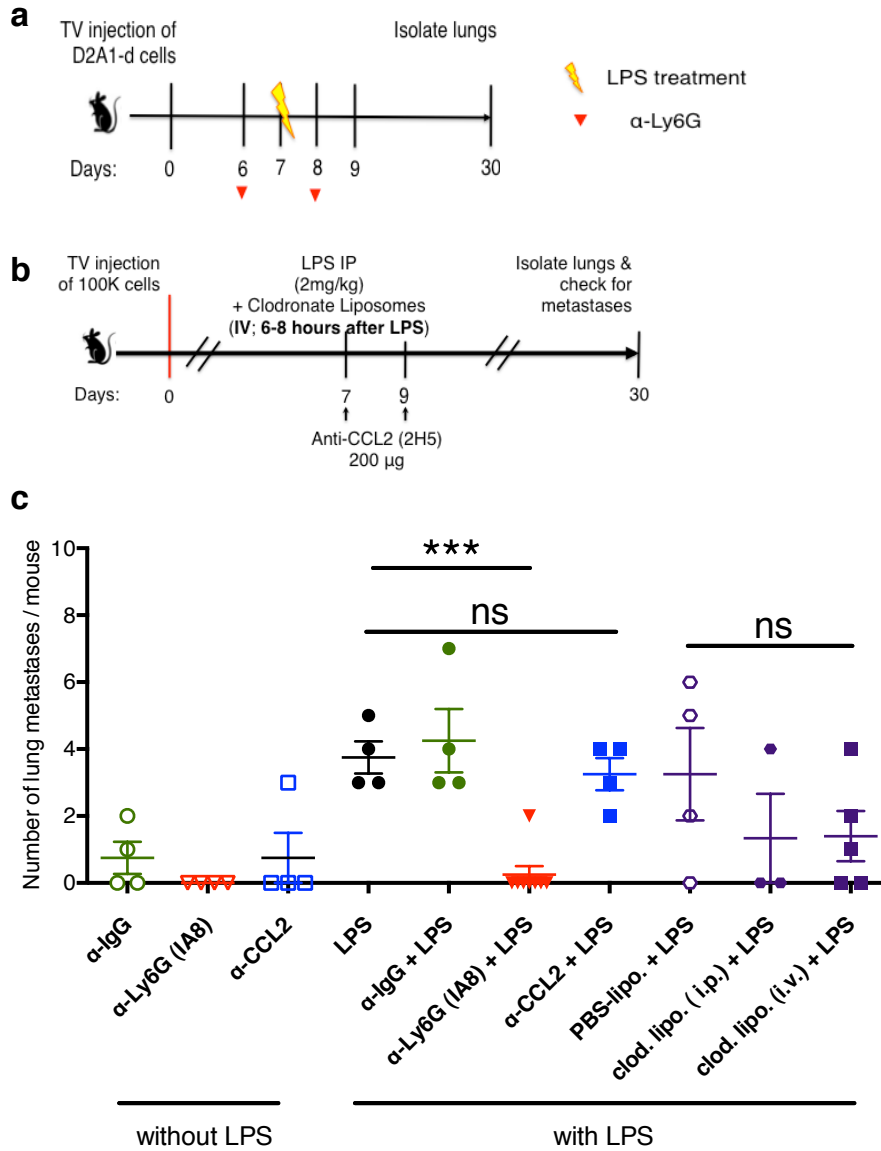 a
TV injection of
D2A1-d cells
Isolate lungs
LPS treatment
α-Ly6G
Days: 0 6 7 8 9 30
b
TV injection
of 100K cells
LPS IP
(2mg/kg)
+ Clodronate Liposomes
(IV; 6-8 hours after LPS)
Isolate lungs &
check for
metastases
Days: 0 7 9 30
Anti-CCL2 (2H5)
200 µg
c
Number of lung metastases / mouse
10
8
6
4
2
0
***
ns
ns
α-IgG
α-Ly6G (IA8)
α-CCL2
LPS
α-IgG + LPS
α-Ly6G (IA8) + LPS
α-CCL2 + LPS
PBS-lipo. + LPS
clod. lipo. ( i.p.) + LPS
clod. lipo. (i.v.) + LPS
without LPS
with LPS